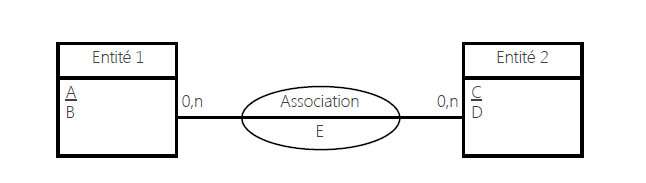 Entité 1
A
B
0,n
Association
E
0,n
Entité 2
C
D